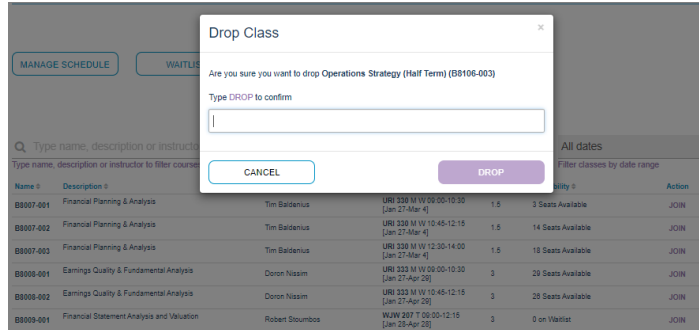 Drop Class
×
MANAGE SCHEDULE
Are you sure you want to drop Operations Strategy (Half Term) (B8106-003)
Type DROP to confirm
Type name, description or instructo
All dates
Type name, description or instructor to filter course
CANCEL
DROP
Filter classes by date range
Name Description Action
B8007-001 Financial Planning & Analysis Tim Baldenius URI 330 M W 09:00-10:30 [Jan 27-Mar 4] 1.5 3 Seats Available JOIN
B8007-002 Financial Planning & Analysis Tim Baldenius URI 330 M W 10:45-12:15 [Jan 27-Mar 4] 1.5 14 Seats Available JOIN
B8007-003 Financial Planning & Analysis Tim Baldenius URI 330 M W 12:30-14:00 [Jan 27-Mar 4] 1.5 18 Seats Available JOIN
B8008-001 Earnings Quality & Fundamental Analysis Doron Nissim URI 333 M W 09:00-10:30 [Jan 27-Apr 29] 3 29 Seats Available JOIN
B8008-002 Earnings Quality & Fundamental Analysis Doron Nissim URI 333 M W 10:45-12:15 [Jan 27-Apr 29] 3 26 Seats Available JOIN
B8009-001 Financial Statement Analysis and Valuation Robert Stoumbos WJW 207 T 09:00-12:15 [Jan 28-Apr 28] 3 0 on Waitlist JOIN